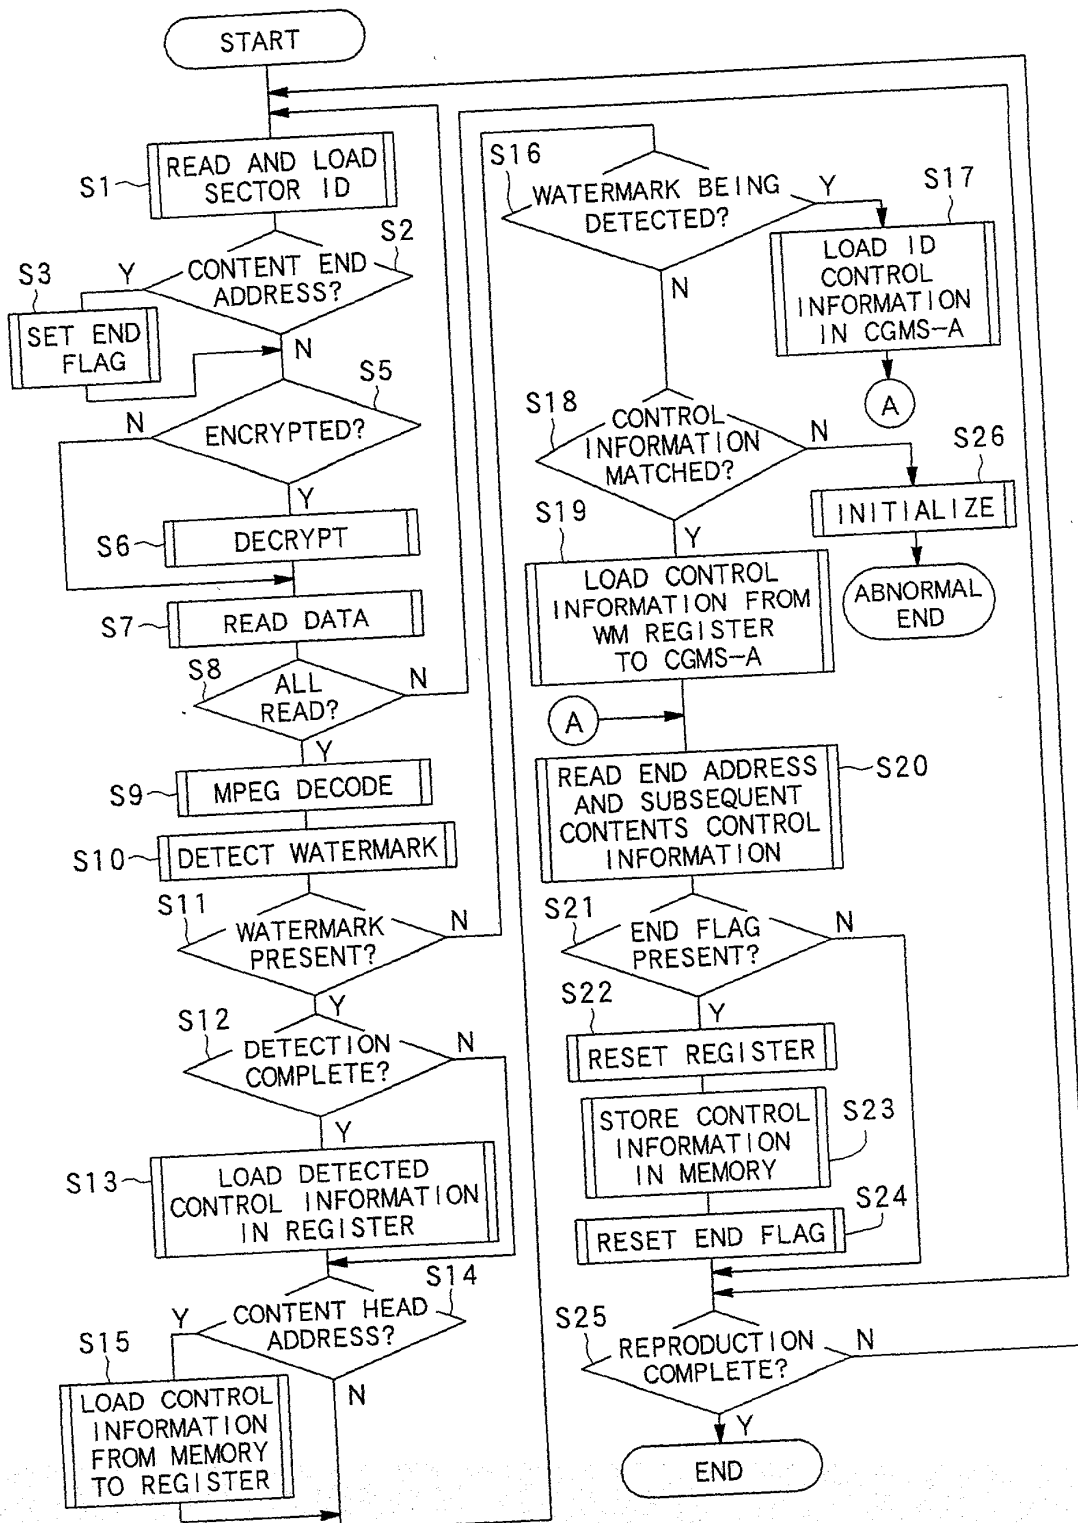 START
S1
READ AND LOAD
SECTOR ID
S2
CONTENT END
ADDRESS?
Y
N
S3
SET END
FLAG
S5
ENCRYPTED?
N
Y
S6
DECRYPT
S7
READ DATA
S8
ALL
READ?
N
Y
S9
MPEG DECODE
S10
DETECT WATERMARK
S11
WATERMARK
PRESENT?
N
Y
S12
DETECTION
COMPLETE?
N
Y
S13
LOAD DETECTED
CONTROL INFORMATION
IN REGISTER
S14
CONTENT HEAD
ADDRESS?
Y
N
S15
LOAD CONTROL
INFORMATION
FROM MEMORY
TO REGISTER
S16
WATERMARK BEING
DETECTED?
Y
N
S17
LOAD ID
CONTROL
INFORMATION
IN CGMS-A
A
S18
CONTROL
INFORMATION
MATCHED?
N
Y
S26
INITIALIZE
ABNORMAL
END
S19
LOAD CONTROL
INFORMATION FROM
WM REGISTER
TO CGMS-A
A
S20
READ END ADDRESS
AND SUBSEQUENT
CONTENTS CONTROL
INFORMATION
S21
END FLAG
PRESENT?
N
Y
S22
RESET REGISTER
S23
STORE CONTROL
INFORMATION
IN MEMORY
S24
RESET END FLAG
S25
REPRODUCTION
COMPLETE?
N
Y
END